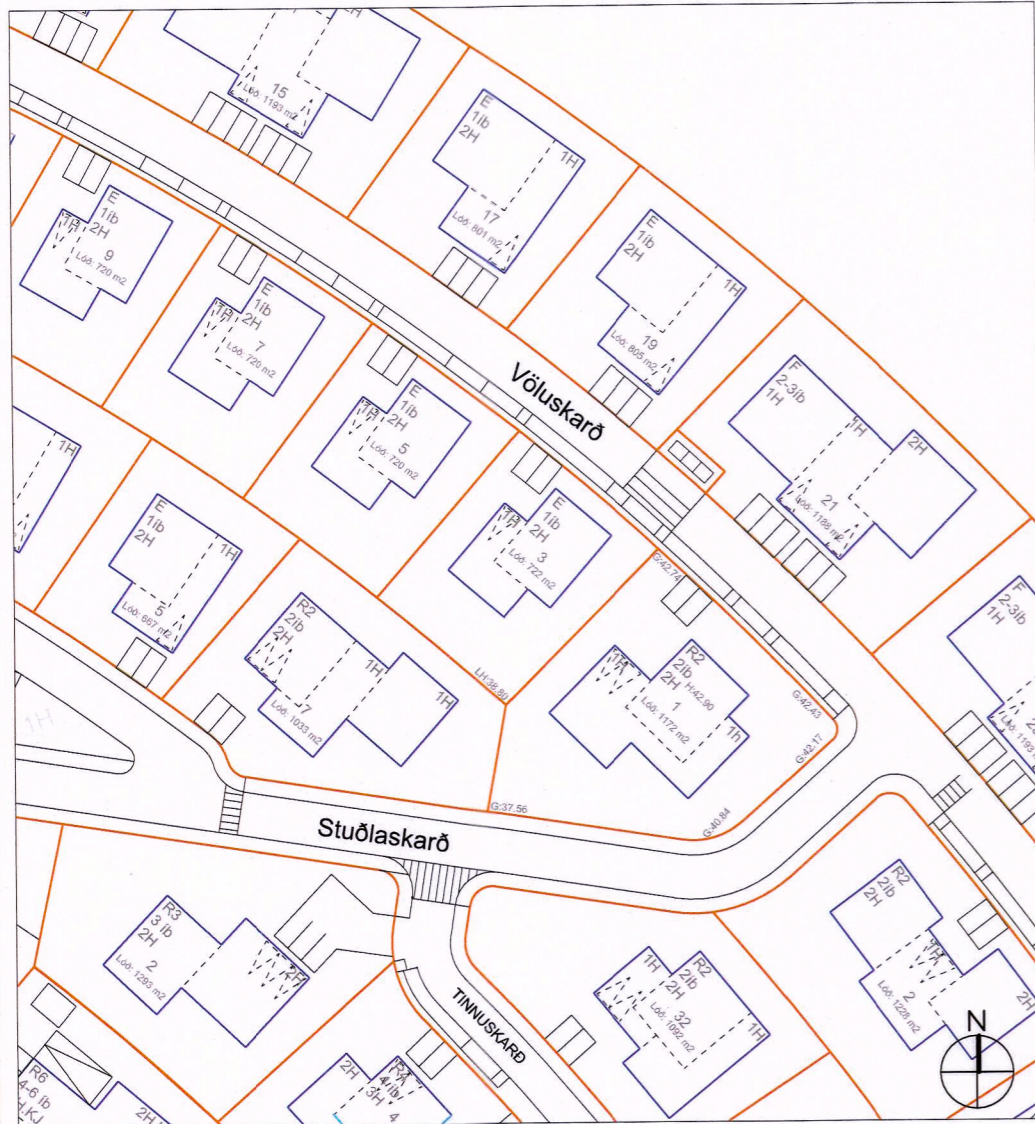 2H
15
Lóð: 1193 m2
E
1íb
2H
1H
17
Lóð: 801 m2
E
1íb
2H
1H
9
Lóð: 720 m2
E
1íb
2H
1H
19
Lóð: 805 m2
E
1íb
2H
1H
7
Lóð: 720 m2
Völuskarð
F
2-3íb
1H
1H
2H
21
Lóð: 1188 m2
E
1íb
2H
1H
5
Lóð: 720 m2
1H
E
1íb
2H
1H
5
Lóð: 667 m2
E
1íb
2H
1H
3
Lóð: 722 m2
G:42.74
F
2-3íb
1H
R2
2íb
2H
1H
1H
7
Lóð: 1033 m2
LH:38.80
R2
2íb
H:42.90
2H
1H
1
1h
Lóð: 1172 m2
G:42.43
G:42.17
G:40.84
G:37.56
1H
Stuðlaskarð
R3
3 íb
2H
2
2H
Lóð: 1293 m2
R2
2íb
2H
1H
2
2H
Lóð: 1228 m2
R2
2íb
1H
2H
32
1H
Lóð: 1092 m2
TINNUSKARÐ
N
R6
4-6 íb
H.KJ
2H
R4
4 íb
2H
3H
4